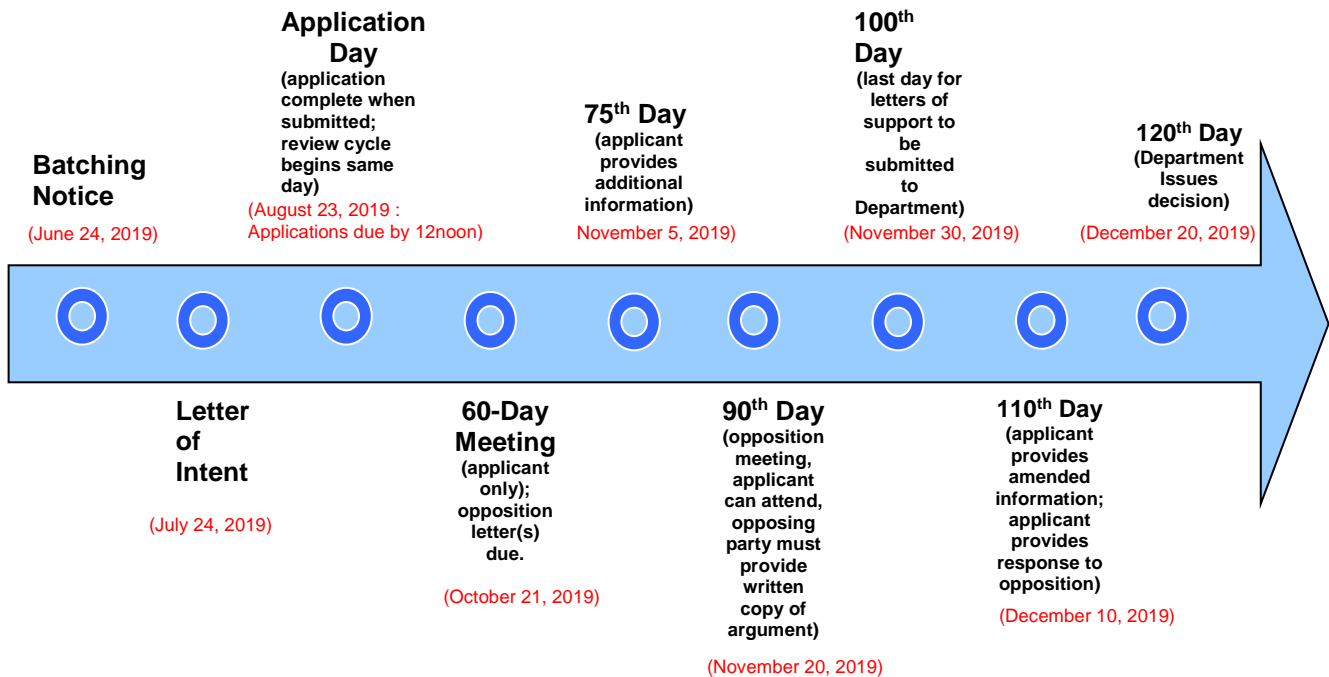 Batching
Notice
(June 24, 2019)
Application
Day
(application
complete when
submitted;
review cycle
begins same
day)
(August 23, 2019 :
Applications due by 12noon)
75th Day
(applicant
provides
additional
information)
November 5, 2019)
100th
Day
(last day for
letters of
support to
be
submitted
to
Department)
(November 30, 2019)
120th Day
(Department
Issues
decision)
(December 20, 2019)
Letter
of
Intent
(July 24, 2019)
60-Day
Meeting
(applicant
only);
opposition
letter(s)
due.
(October 21, 2019)
90th Day
(opposition
meeting,
applicant
can attend,
opposing
party must
provide
written
copy of
argument)
(November 20, 2019)
110th Day
(applicant
provides
amended
information;
applicant
provides
response to
opposition)
(December 10, 2019)